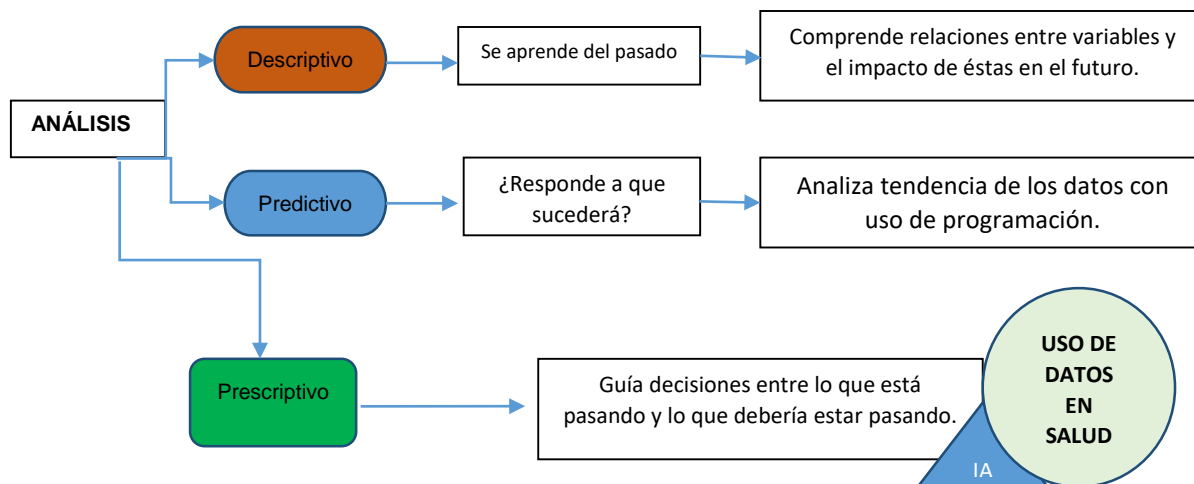 ANÁLISIS
Descriptivo
Se aprende del pasado
Comprende relaciones entre variables y
el impacto de éstas en el futuro.
Predictivo
¿Responde a que
sucederá?
Analiza tendencia de los datos con
uso de programación.
Prescriptivo
Guía decisiones entre lo que está
pasando y lo que debería estar pasando.
USO DE
DATOS
EN
SALUD
IA